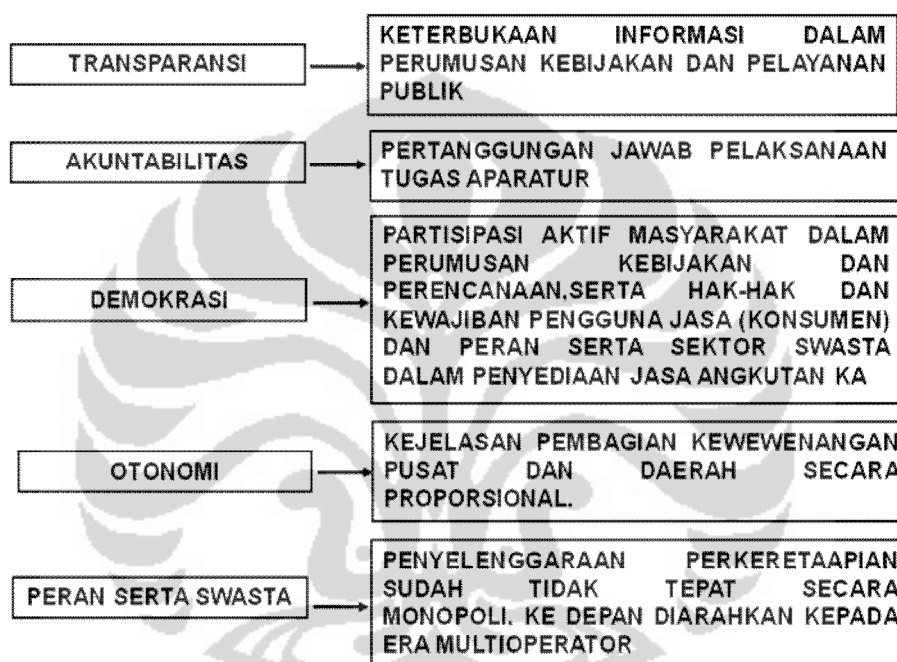 TRANSPARANSI
KETERBUKAAN INFORMASI DALAM
PERUMUSAN KEBIJAKAN DAN PELAYANAN
PUBLIK
AKUNTABILITAS
PERTANGGUNGAN JAWAB PELAKSANAAN
TUGAS APARATUR
DEMOKRASI
PARTISIPASI AKTIF MASYARAKAT DALAM
PERUMUSAN KEBIJAKAN DAN
PERENCANAAN,SERTA HAK-HAK DAN
KEWAJIBAN PENGGUNA JASA (KONSUMEN)
DAN PERAN SERTA SEKTOR SWASTA
DALAM PENYEDIAAN JASA ANGKUTAN KA
OTONOMI
KEJELASAN PEMBAGIAN KEWEWENANGAN
PUSAT DAN DAERAH SECARA
PROPORSIONAL.
PERAN SERTA SWASTA
PENYELENGGARAAN PERKERETAAPIAN
SUDAH TIDAK TEPAT SECARA
MONOPOLI. KE DEPAN DIARAHKAN KEPADA
ERA MULTIOPERATOR